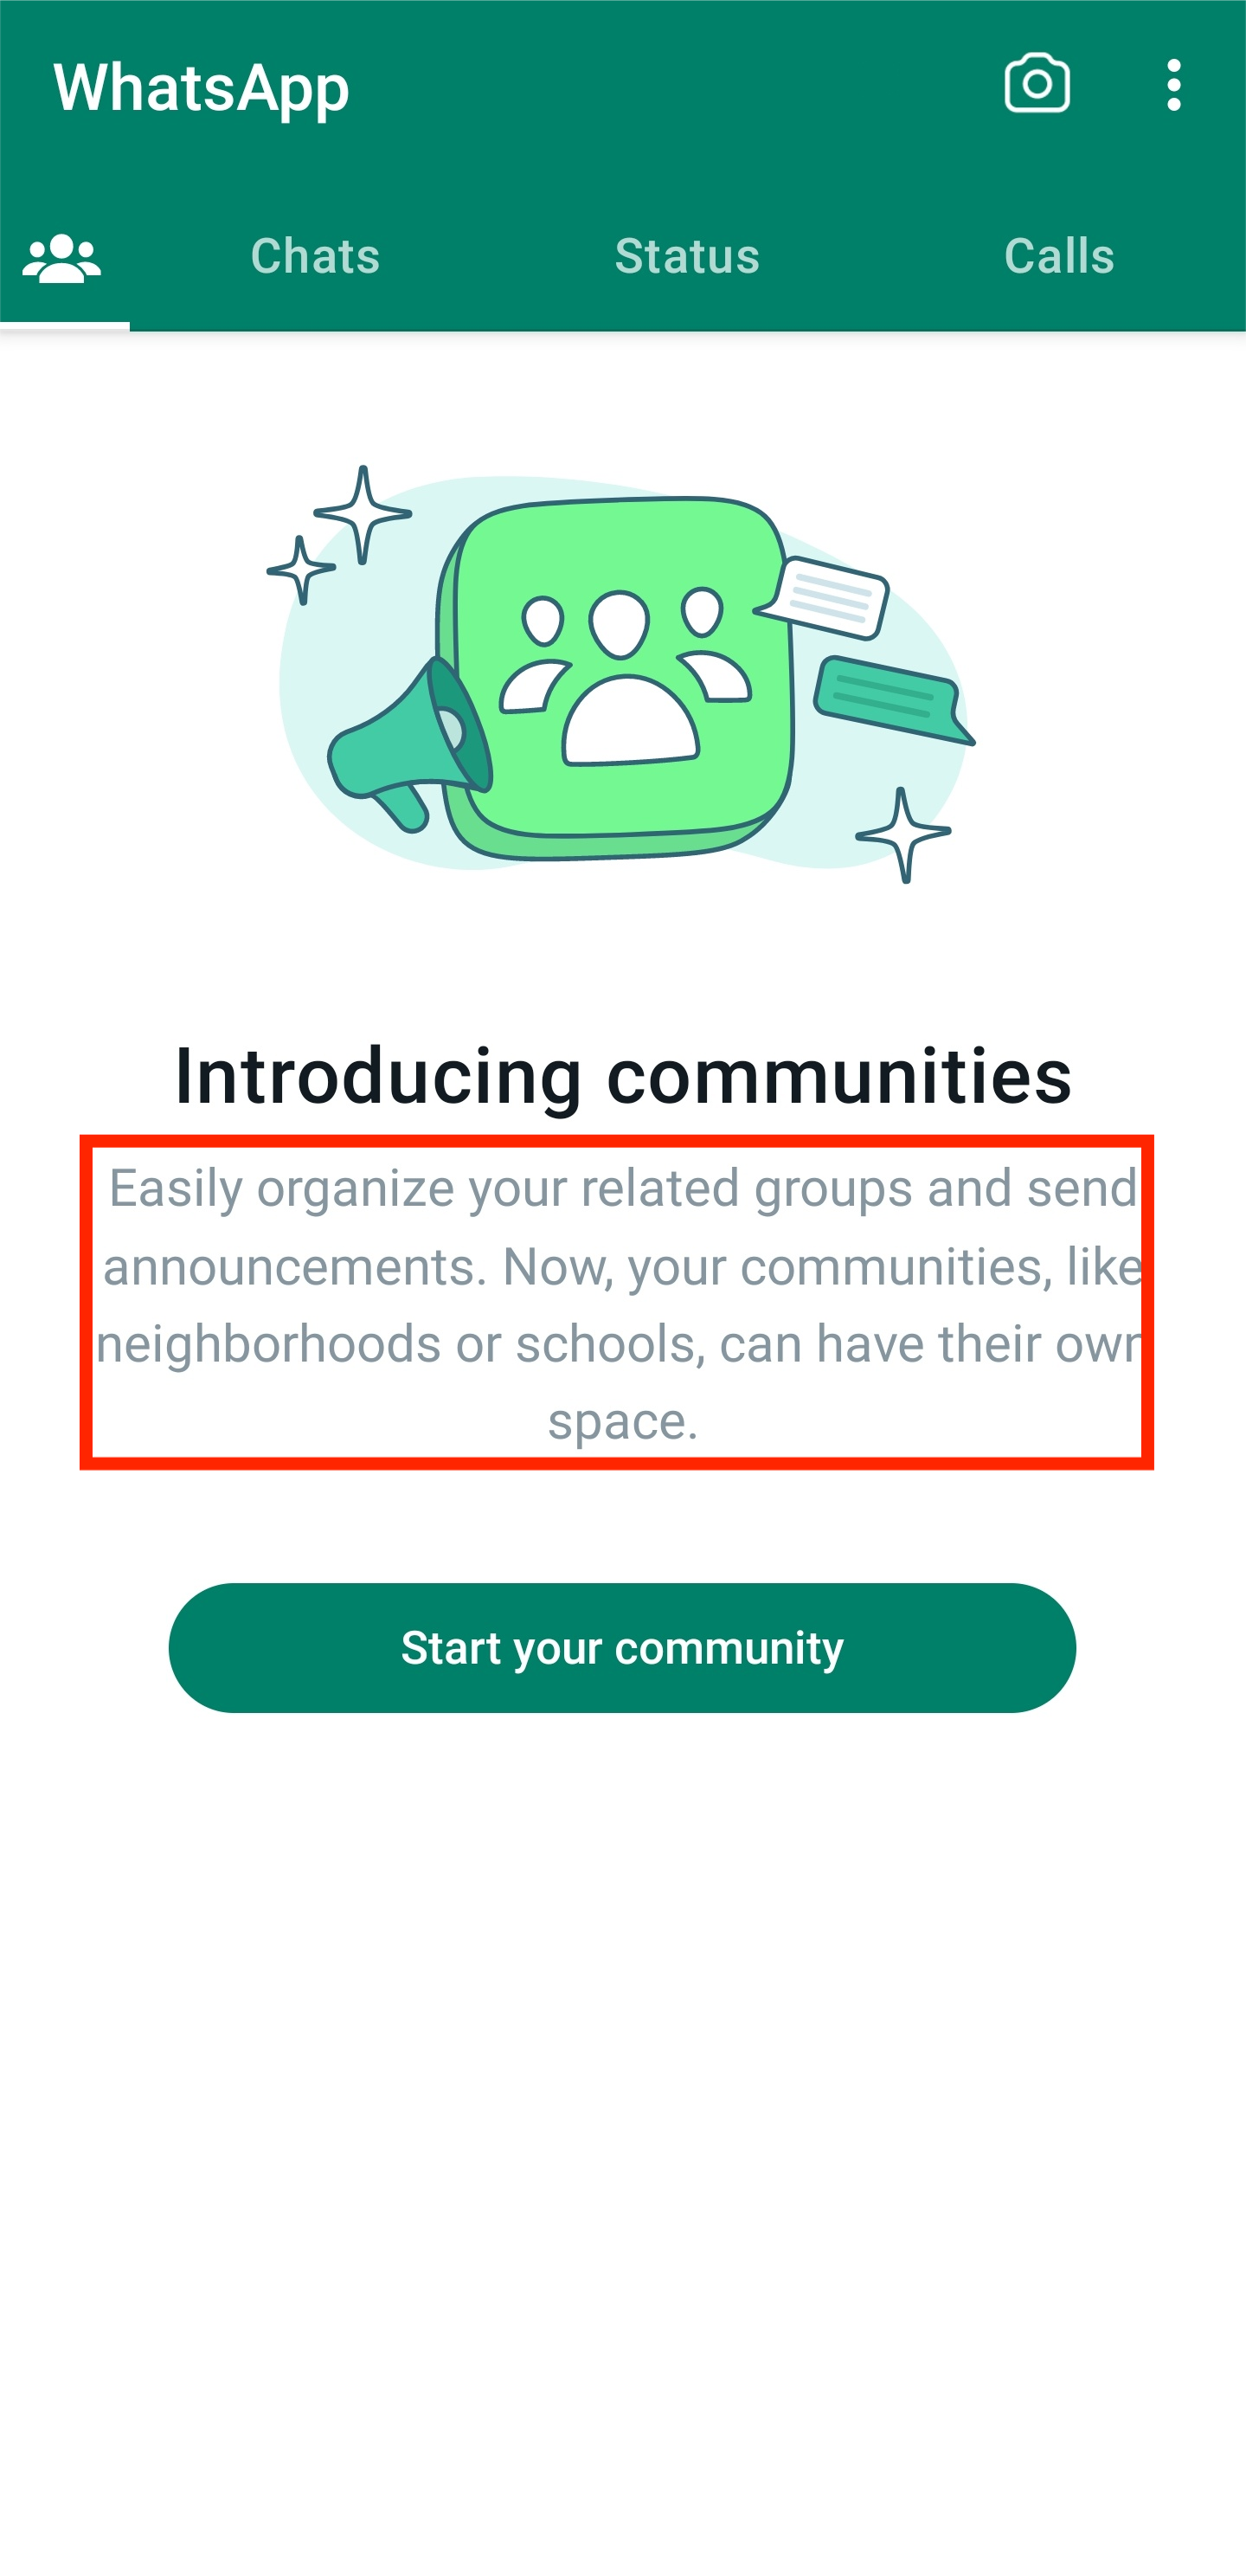 WhatsApp
Chats Status Calls
Introducing communities
Easily organize your related groups and send
announcements. Now, your communities, like
neighborhoods or schools, can have their own
space.
Start your community